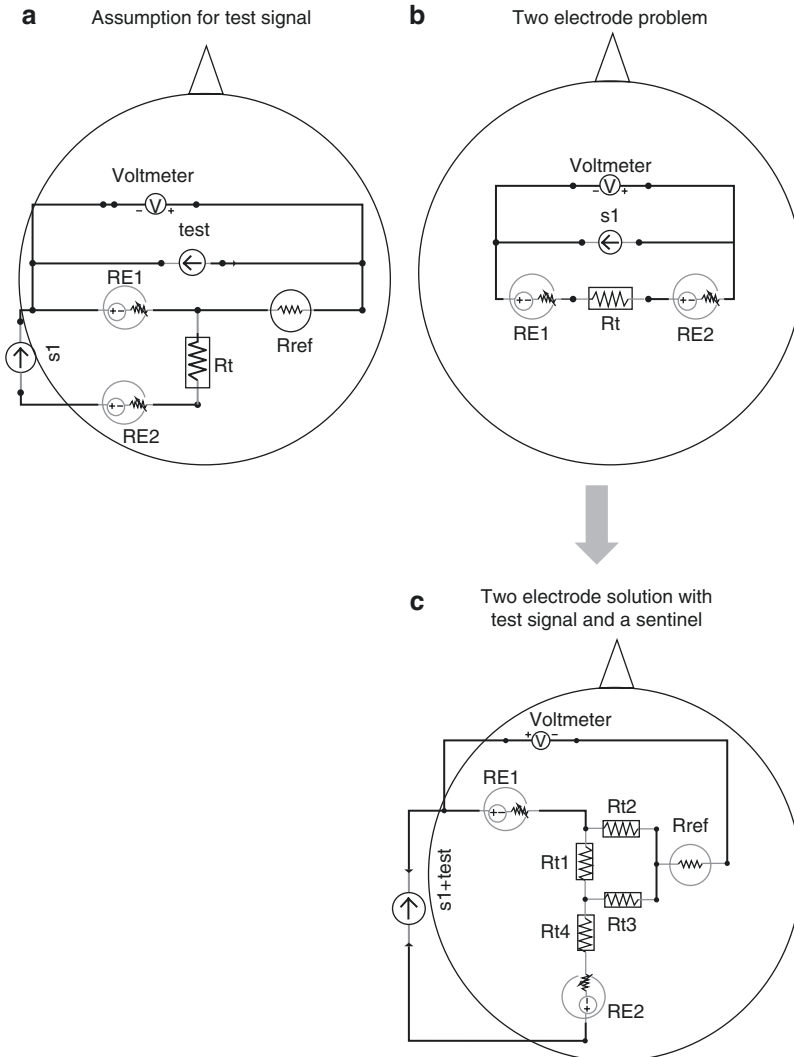 a
Assumption for test signal
Voltmeter
− V +
test
RE1
+ −
Rref
s1
Rt
+ −
RE2
b
Two electrode problem
Voltmeter
− V +
s1
+ −
+ −
RE1
Rt
RE2
c
Two electrode solution with
test signal and a sentinel
Voltmeter
+ V −
RE1
+ −
Rt2
Rref
s1+test
Rt1
Rt3
Rt4
RE2
− +